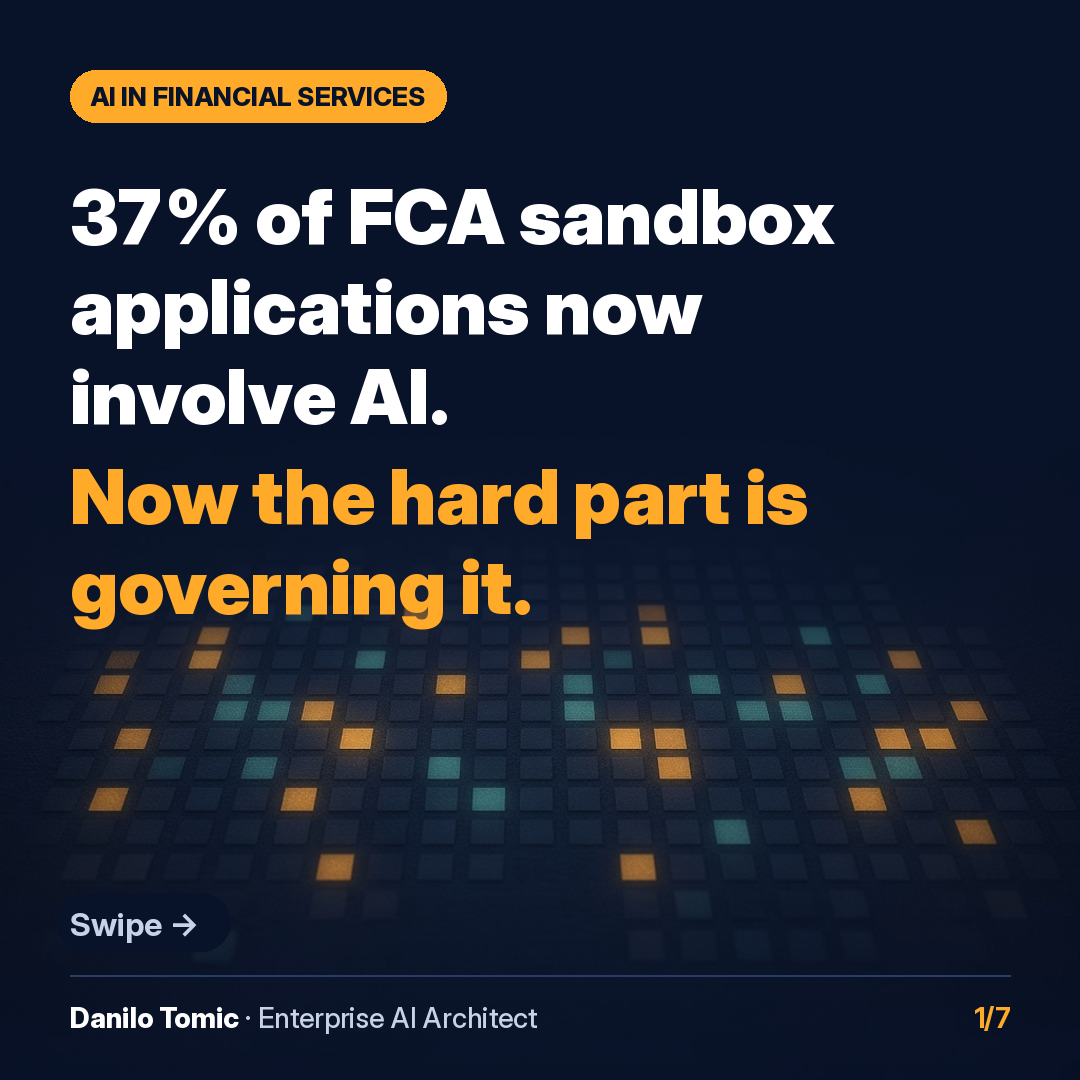 AI IN FINANCIAL SERVICES
37% of FCA sandbox
applications now
involve AI.
Now the hard part is
governing it.
Swipe →
Danilo Tomic · Enterprise AI Architect
1/7